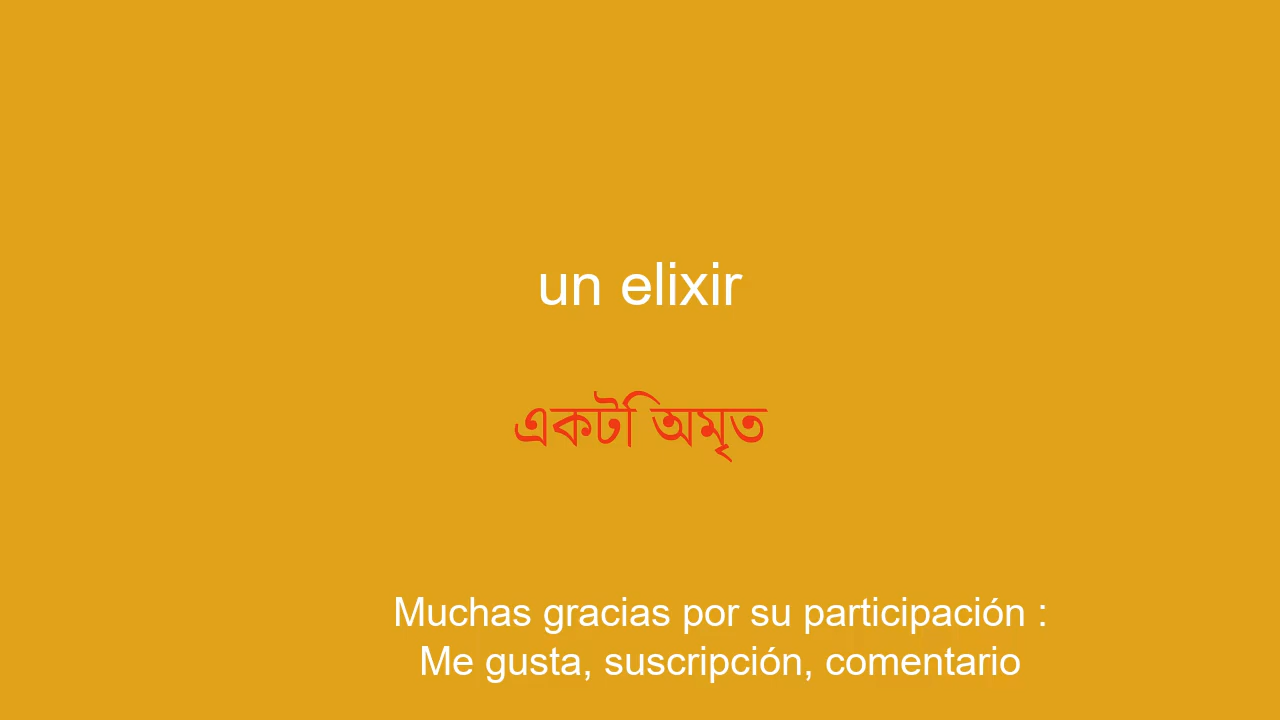 un elixir
একটি অমৃত
Muchas gracias por su participación :
Me gusta, suscripción, comentario